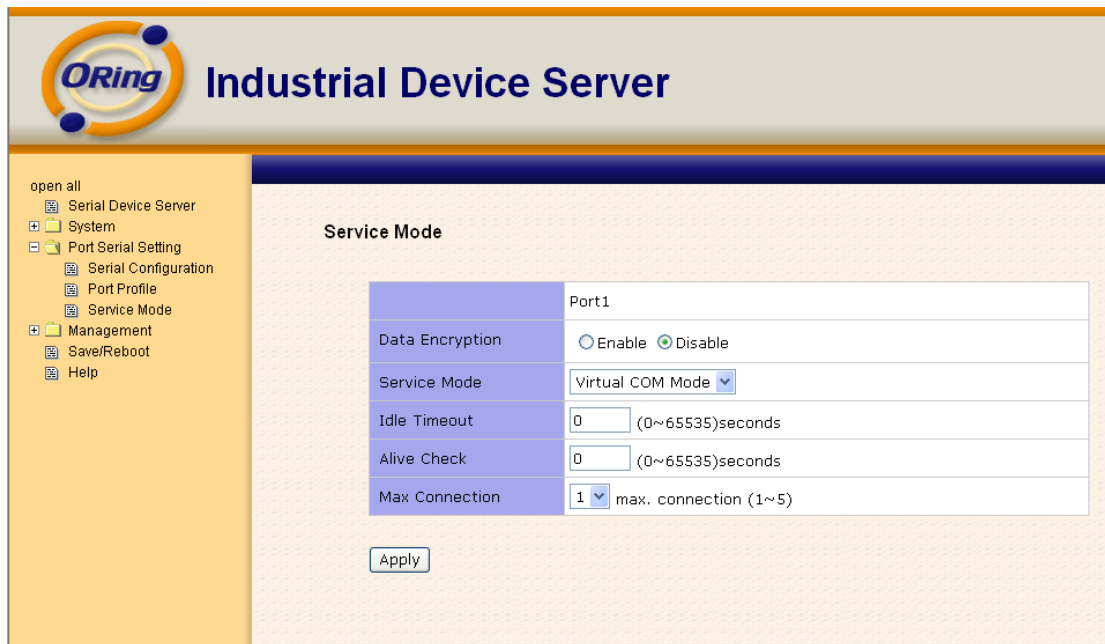 ORing
Industrial Device Server
open all
Serial Device Server
System
Port Serial Setting
Serial Configuration
Port Profile
Service Mode
Management
Save/Reboot
Help
Service Mode
Port1
Data Encryption Enable Disable
Service Mode Virtual COM Mode
Idle Timeout 0 (0~65535)seconds
Alive Check 0 (0~65535)seconds
Max Connection 1 max. connection (1~5)
Apply